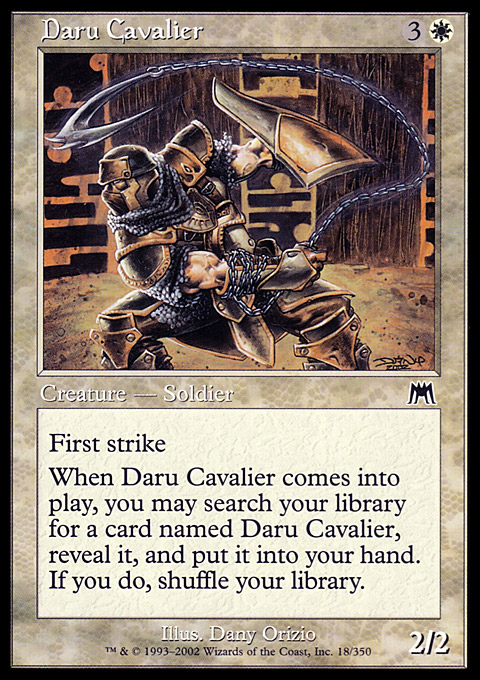 Daru Cavalier 3
Creature — Soldier
First strike
When Daru Cavalier comes into
play, you may search your library
for a card named Daru Cavalier,
reveal it, and put it into your hand.
If you do, shuffle your library.
Illus. Dany Orizio
™ & © 1993–2002 Wizards of the Coast, Inc. 18/350
2/2